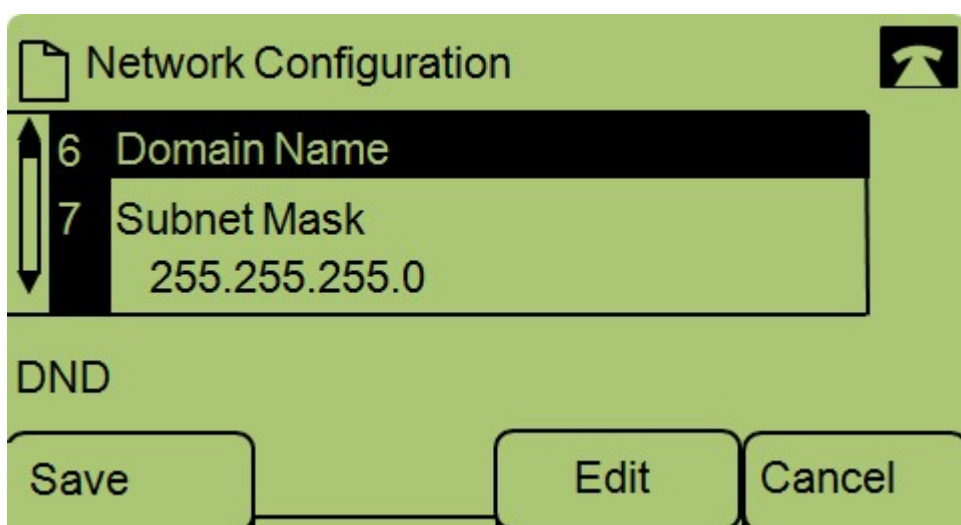 Network Configuration
6 Domain Name
7 Subnet Mask
255.255.255.0
DND
Save Edit Cancel